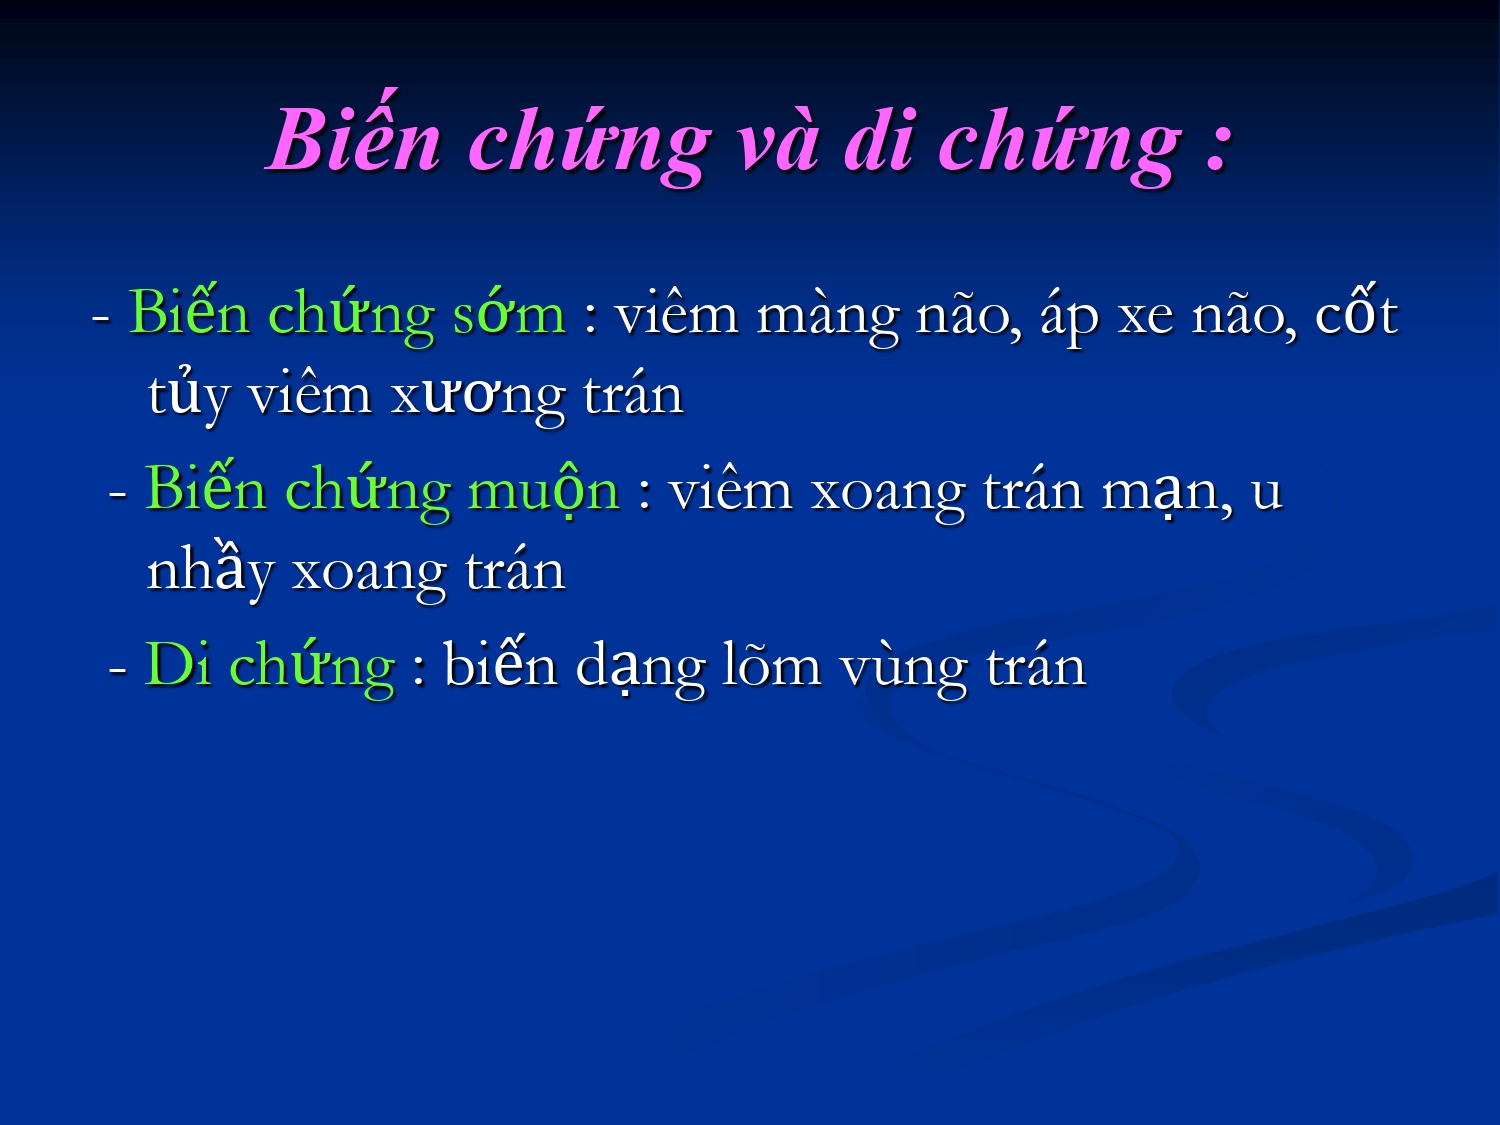 Biến chứng và di chứng :
- Biến chứng sớm : viêm màng não, áp xe não, cốt
tủy viêm xương trán
- Biến chứng muộn : viêm xoang trán mạn, u
nhầy xoang trán
- Di chứng : biến dạng lõm vùng trán